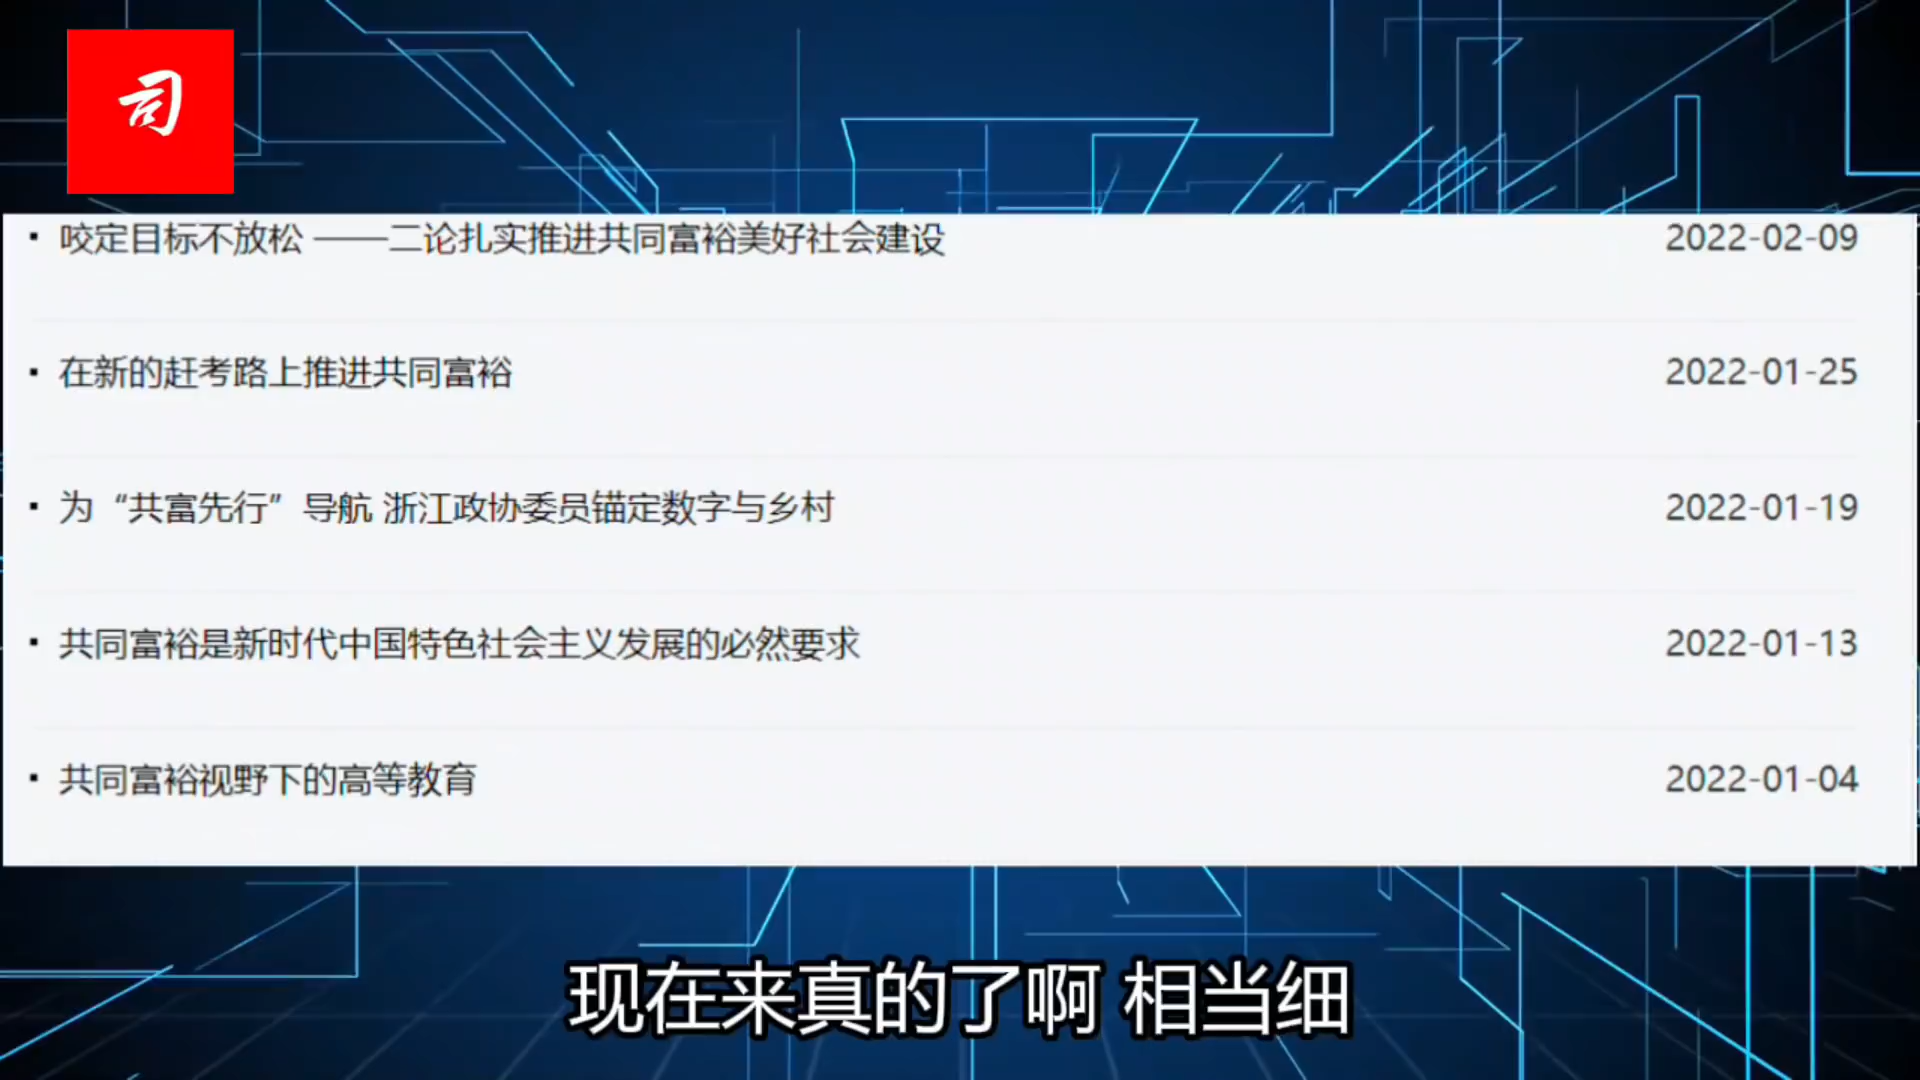 司
咬定目标不放松 ——二论扎实推进共同富裕美好社会建设 2022-02-09
在新的赶考路上推进共同富裕 2022-01-25
为“共富先行”导航 浙江政协委员锚定数字与乡村 2022-01-19
共同富裕是新时代中国特色社会主义发展的必然要求 2022-01-13
共同富裕视野下的高等教育 2022-01-04
现在来真的了啊 相当细